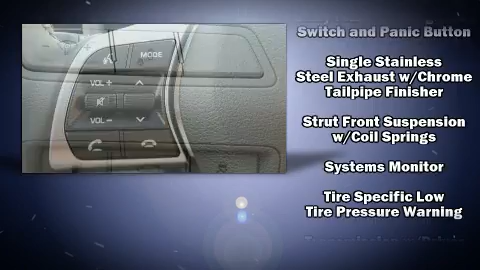 MODE
VOL +
VOL −
Switch and Panic Button
Single Stainless
Steel Exhaust w/Chrome
Tailpipe Finisher
Strut Front Suspension
w/Coil Springs
Systems Monitor
Tire Specific Low
Tire Pressure Warning